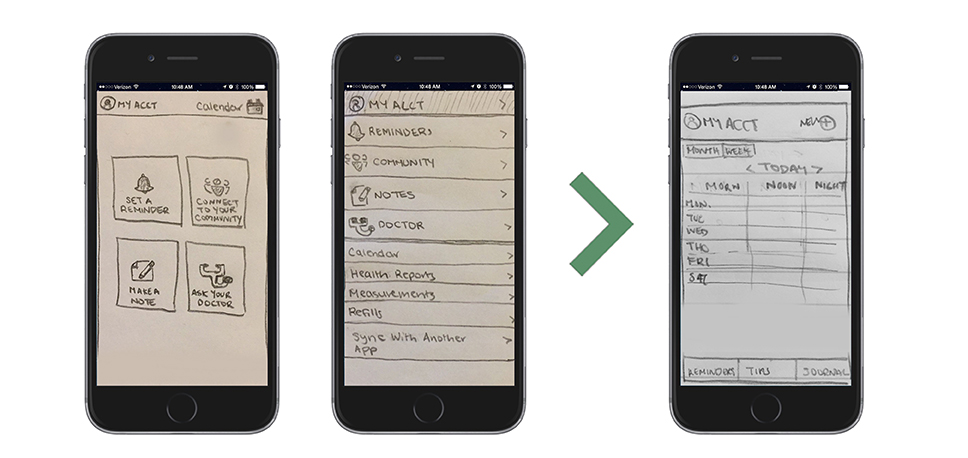 Verizon 10:48 AM 100%
MY ACCT Calendar
SET A
REMINDER
CONNECT
TO YOUR
COMMUNITY
MAKE A
NOTE
ASK YOUR
DOCTOR
Verizon 10:48 AM 100%
MY ACCT >
REMINDERS >
COMMUNITY >
NOTES >
DOCTOR >
Calendar >
Health Reports >
Measurements >
Refills >
Sync With Another >
App
Verizon 10:48 AM 100%
MY ACCT NEW +
MONTH WEEK
< TODAY >
MORN NOON NIGHT
MON.
TUE
WED
THO
FRI
SAT
REMINDERS TIPS JOURNAL